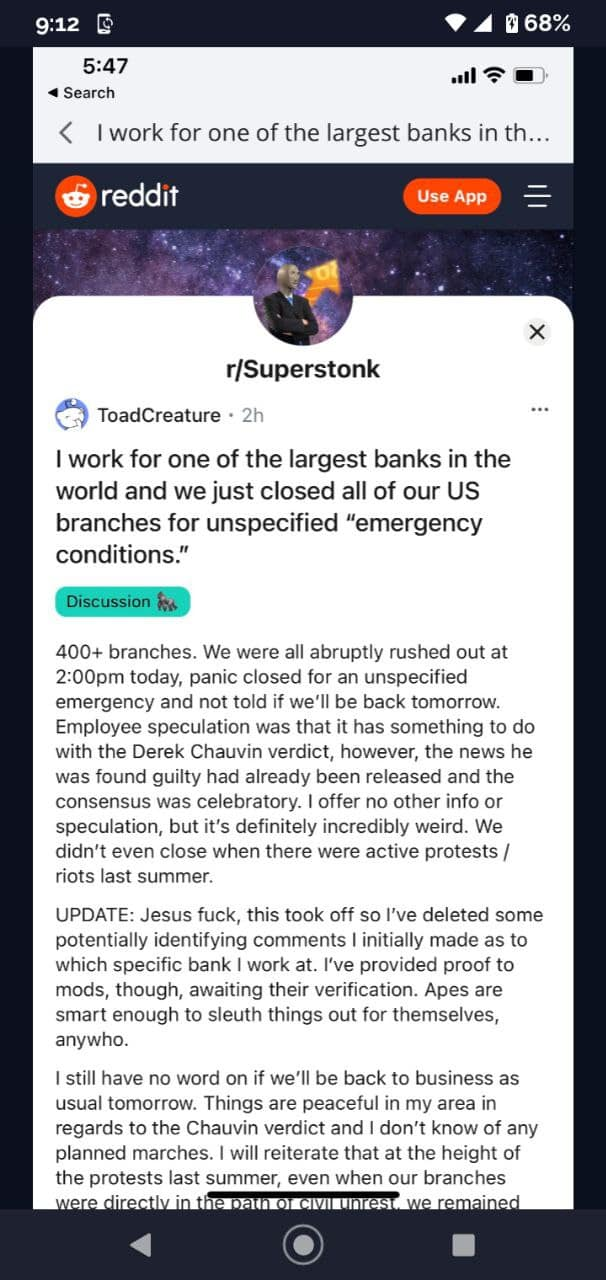 9:12 68%
5:47
◄ Search
I work for one of the largest banks in th...
reddit Use App
r/Superstonk
ToadCreature • 2h
I work for one of the largest banks in the
world and we just closed all of our US
branches for unspecified “emergency
conditions.”
Discussion 🦍
400+ branches. We were all abruptly rushed out at
2:00pm today, panic closed for an unspecified
emergency and not told if we’ll be back tomorrow.
Employee speculation was that it has something to do
with the Derek Chauvin verdict, however, the news he
was found guilty had already been released and the
consensus was celebratory. I offer no other info or
speculation, but it’s definitely incredibly weird. We
didn’t even close when there were active protests /
riots last summer.
UPDATE: Jesus fuck, this took off so I’ve deleted some
potentially identifying comments I initially made as to
which specific bank I work at. I’ve provided proof to
mods, though, awaiting their verification. Apes are
smart enough to sleuth things out for themselves,
anywho.
I still have no word on if we’ll be back to business as
usual tomorrow. Things are peaceful in my area in
regards to the Chauvin verdict and I don’t know of any
planned marches. I will reiterate that at the height of
the protests last summer, even when our branches
were directly in the path of civil unrest, we remained